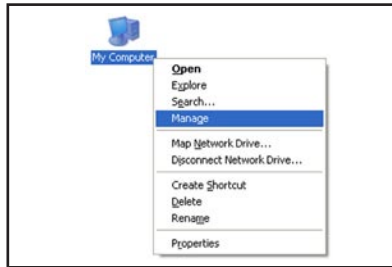 My Computer
Open
Explore
Search...
Manage
Map Network Drive...
Disconnect Network Drive...
Create Shortcut
Delete
Rename
Properties